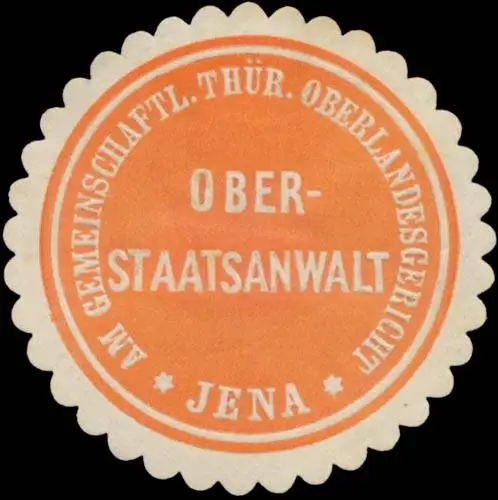 AM GEMEINSCHAFTL. THÜR. OBERLANDESGERICHT
OBER-
STAATSANWALT
* JENA *